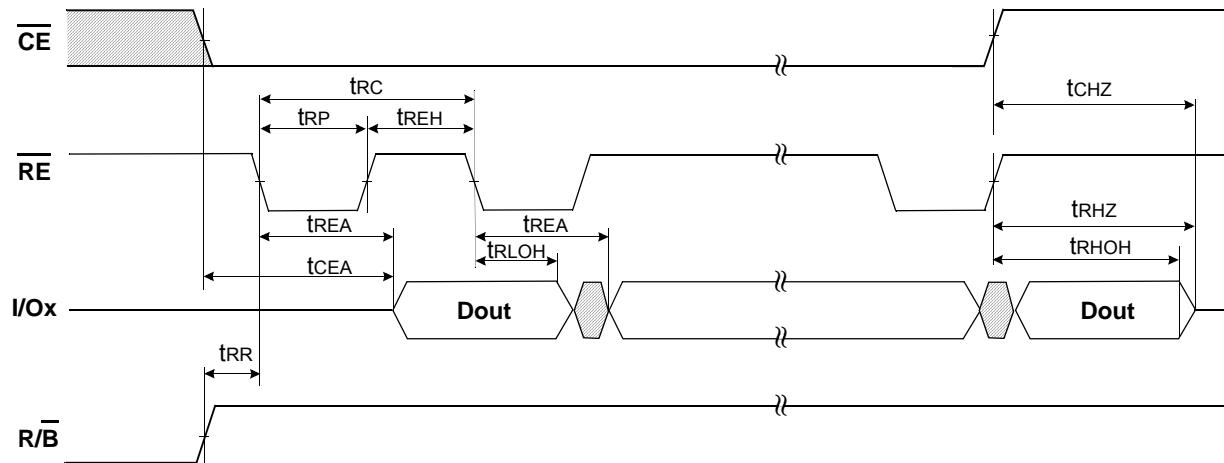 CE
tRC
tCHZ
tRP
tREH
RE
tREA
tREA
tRHZ
tRLOH
tRHOH
tCEA
I/Ox
Dout
Dout
tRR
R/B